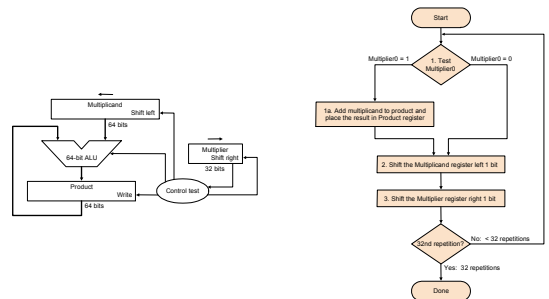 Multiplicand
Shift left
64 bits
64-bit ALU
Multiplier
Shift right
32 bits
Product
Write
Control test
64 bits
Start
Multiplier0 = 1
1. Test
Multiplier0
Multiplier0 = 0
1a. Add multiplicand to product and
place the result in Product register
2. Shift the Multiplicand register left 1 bit
3. Shift the Multiplier register right 1 bit
32nd repetition?
No: < 32 repetitions
Yes: 32 repetitions
Done